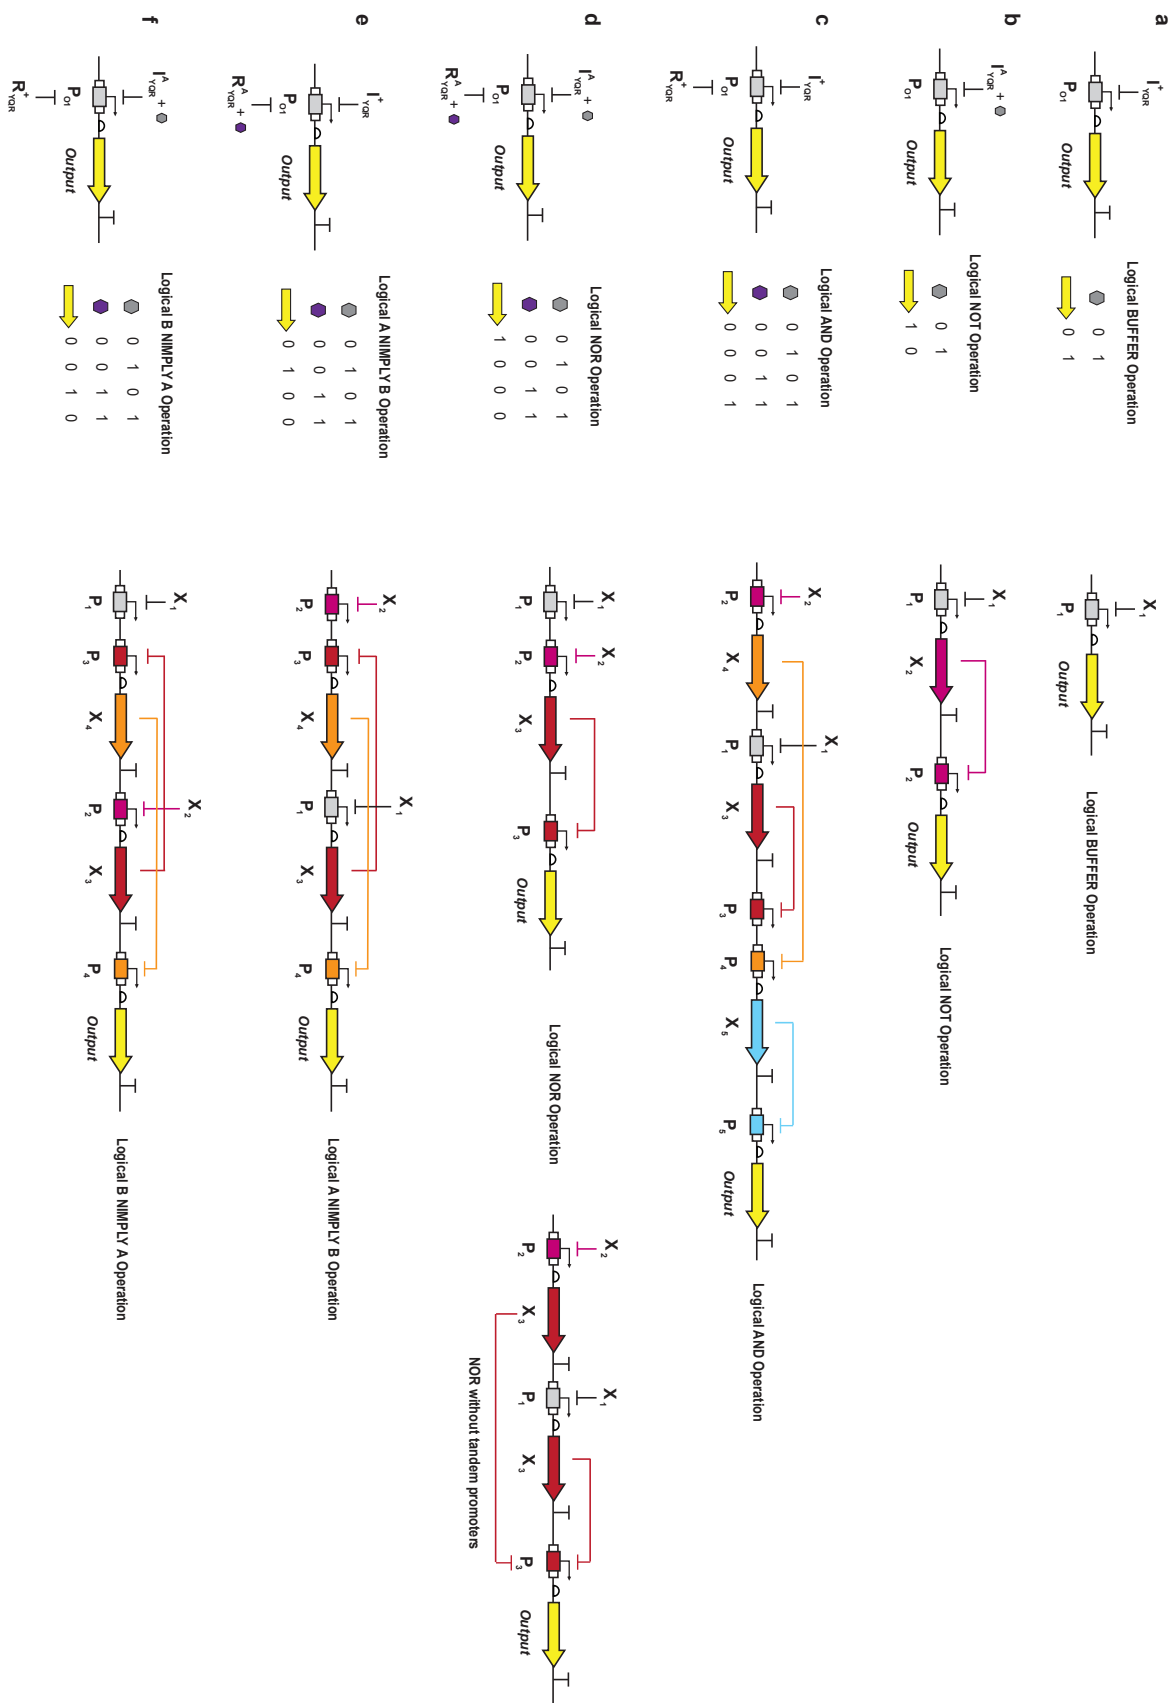 a
I+YQR
PO1
Output
Logical BUFFER Operation
0 1
0 1
X1
P1
Output
Logical BUFFER Operation
b
IAYQR +
PO1
Output
Logical NOT Operation
0 1
1 0
X1
P1 X2 P2 Output
Logical NOT Operation
c
I+YQR
PO1
Output
R+YQR
Logical AND Operation
0 1 0 1
0 0 1 1
0 0 0 1
X2 X1
P2 X4 P1 X3 P3 P4 X5 P5 Output
Logical AND Operation
d
IAYQR +
PO1
Output
RAYQR +
Logical NOR Operation
0 1 0 1
0 0 1 1
1 0 0 0
X1 X2
P1 P2 X3 P3 Output
Logical NOR Operation
X2 X1
P2 X3 P1 X3 P3 Output
NOR without tandem promoters
e
I+YQR
PO1
Output
RAYQR +
Logical A NIMPLY B Operation
0 1 0 1
0 0 1 1
0 1 0 0
X2 X1
P2 P3 X4 P1 X3 P4 Output
Logical A NIMPLY B Operation
f
IAYQR +
PO1
Output
R+YQR
Logical B NIMPLY A Operation
0 1 0 1
0 0 1 1
0 0 1 0
X1 X2
P1 P3 X4 P2 X3 P4 Output
Logical B NIMPLY A Operation